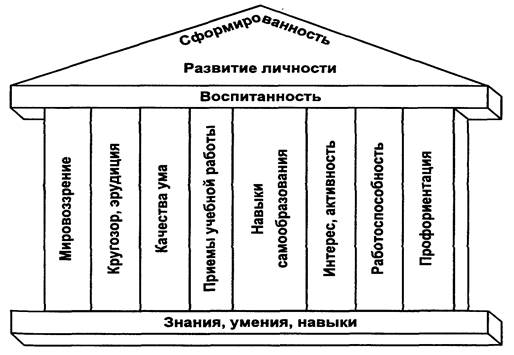 Сформированность
Развитие личности
Воспитанность
Мировоззрение
Кругозор, эрудиция
Качества ума
Приемы учебной работы
Навыки
самообразования
Интерес, активность
Работоспособность
Профориентация
Знания, умения, навыки